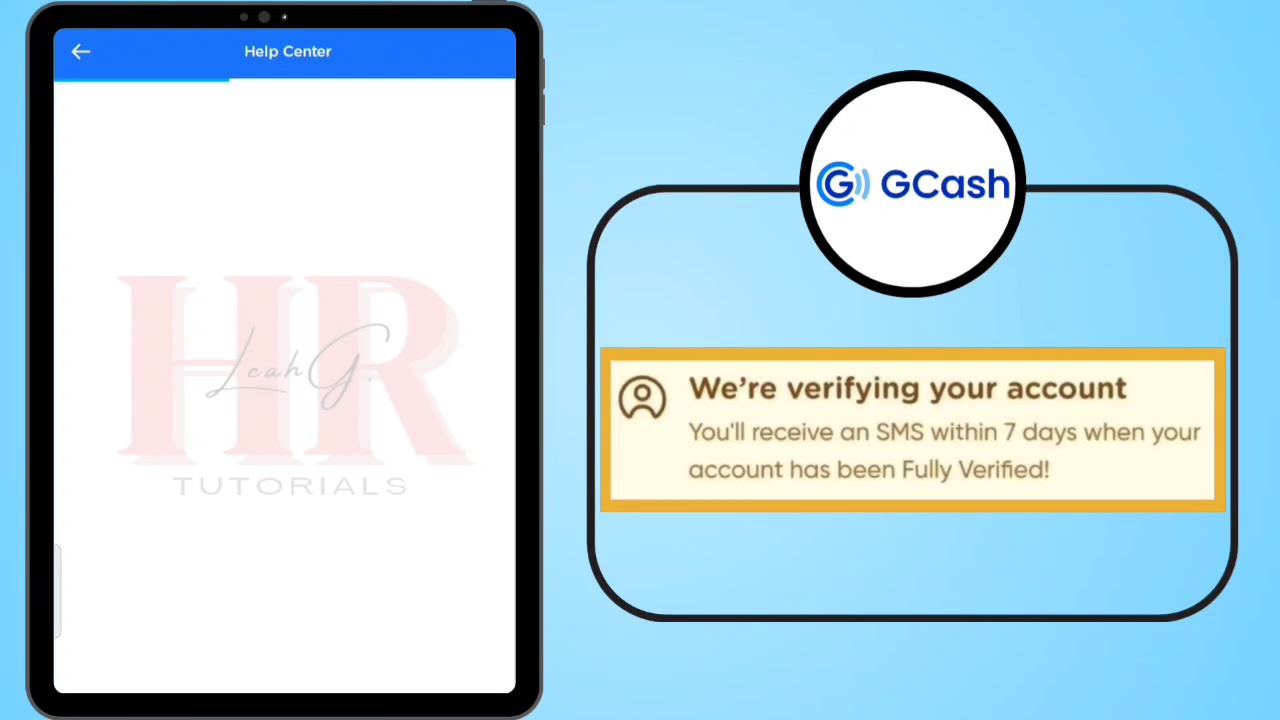 Help Center
HR
Leah G.
TUTORIALS
GCash
We're verifying your account
You'll receive an SMS within 7 days when your
account has been Fully Verified!